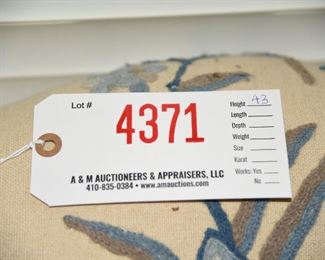 Lot #
4371
Height 43
Length
Depth
Weight
Size
Karat
Works: Yes
No
A & M AUCTIONEERS & APPRAISERS, LLC
410-835-0384 • www.amauctions.com